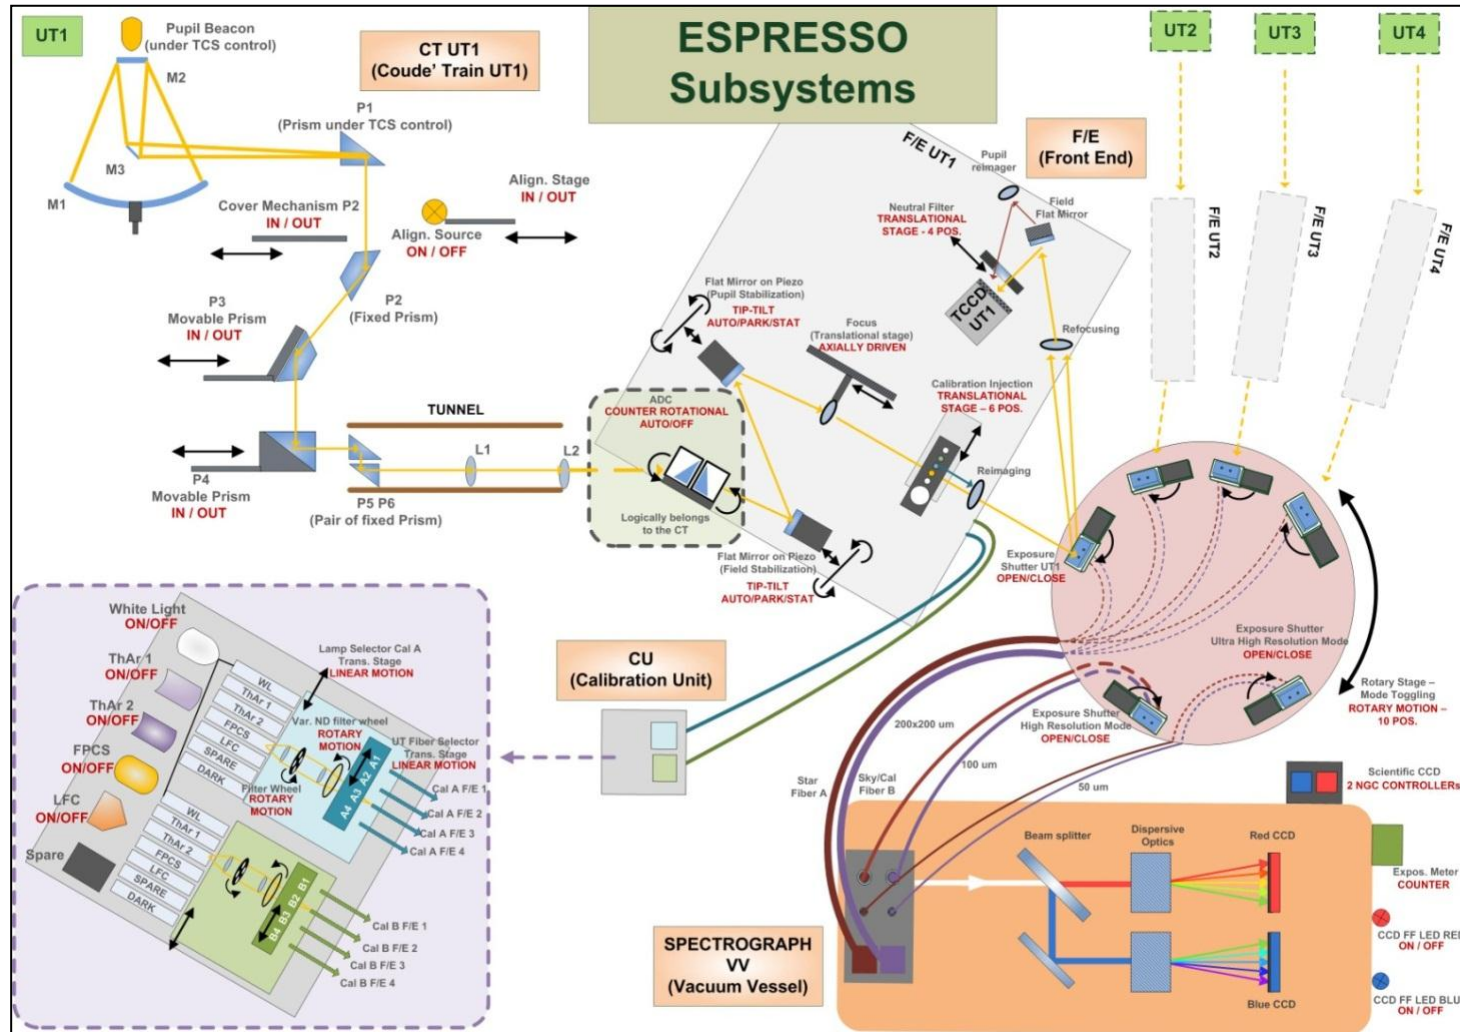 UT1
Pupil Beacon
(under TCS control)
M2
CT UT1
(Coude' Train UT1)
ESPRESSO
Subsystems
UT2
UT3
UT4
P1
(Prism under TCS control)
M3
M1
Cover Mechanism P2
IN / OUT
Align. Stage
IN / OUT
Align. Source
ON / OFF
P2
(Fixed Prism)
P3
Movable Prism
IN / OUT
P4
Movable Prism
IN / OUT
TUNNEL
L1
L2
P5 P6
(Pair of fixed Prism)
ADC
COUNTER ROTATIONAL
AUTO/OFF
Logically belongs
to the CT
F/E UT1
F/E
(Front End)
Pupil
reimager
Neutral Filter
TRANSLATIONAL
STAGE - 4 POS.
Field
Flat Mirror
TCCD
UT1
Refocusing
Flat Mirror on Piezo
(Pupil Stabilization)
TIP-TILT
AUTO/PARK/STAT
Focus
(Translational stage)
AXIALLY DRIVEN
Calibration Injection
TRANSLATIONAL
STAGE – 6 POS.
Reimaging
Flat Mirror on Piezo
(Field Stabilization)
TIP-TILT
AUTO/PARK/STAT
F/E UT2
F/E UT3
F/E UT4
Exposure
Shutter UT1
OPEN/CLOSE
Exposure Shutter
Ultra High Resolution Mode
OPEN/CLOSE
Exposure Shutter
High Resolution Mode
OPEN/CLOSE
Rotary Stage –
Mode Toggling
ROTARY MOTION –
10 POS.
CU
(Calibration Unit)
White Light
ON/OFF
ThAr 1
ON/OFF
ThAr 2
ON/OFF
FPCS
ON/OFF
LFC
ON/OFF
Spare
Lamp Selector Cal A
Trans. Stage
LINEAR MOTION
WL
ThAr 1
ThAr 2
FPCS
LFC
SPARE
DARK
Var. ND filter wheel
ROTARY
MOTION
UT Fiber Selector
Trans. Stage
LINEAR MOTION
Filter Wheel
ROTARY
MOTION
A4 A3 A2 A1
Cal A F/E 1
Cal A F/E 2
Cal A F/E 3
Cal A F/E 4
WL
ThAr 1
ThAr 2
FPCS
LFC
SPARE
DARK
B4 B3 B2 B1
Cal B F/E 1
Cal B F/E 2
Cal B F/E 3
Cal B F/E 4
200x200 um
100 um
50 um
Star
Fiber A
Sky/Cal
Fiber B
SPECTROGRAPH
VV
(Vacuum Vessel)
Beam splitter
Dispersive
Optics
Red CCD
Blue CCD
Scientific CCD
2 NGC CONTROLLERs
Expos. Meter
COUNTER
CCD FF LED RED
ON / OFF
CCD FF LED BLU
ON / OFF